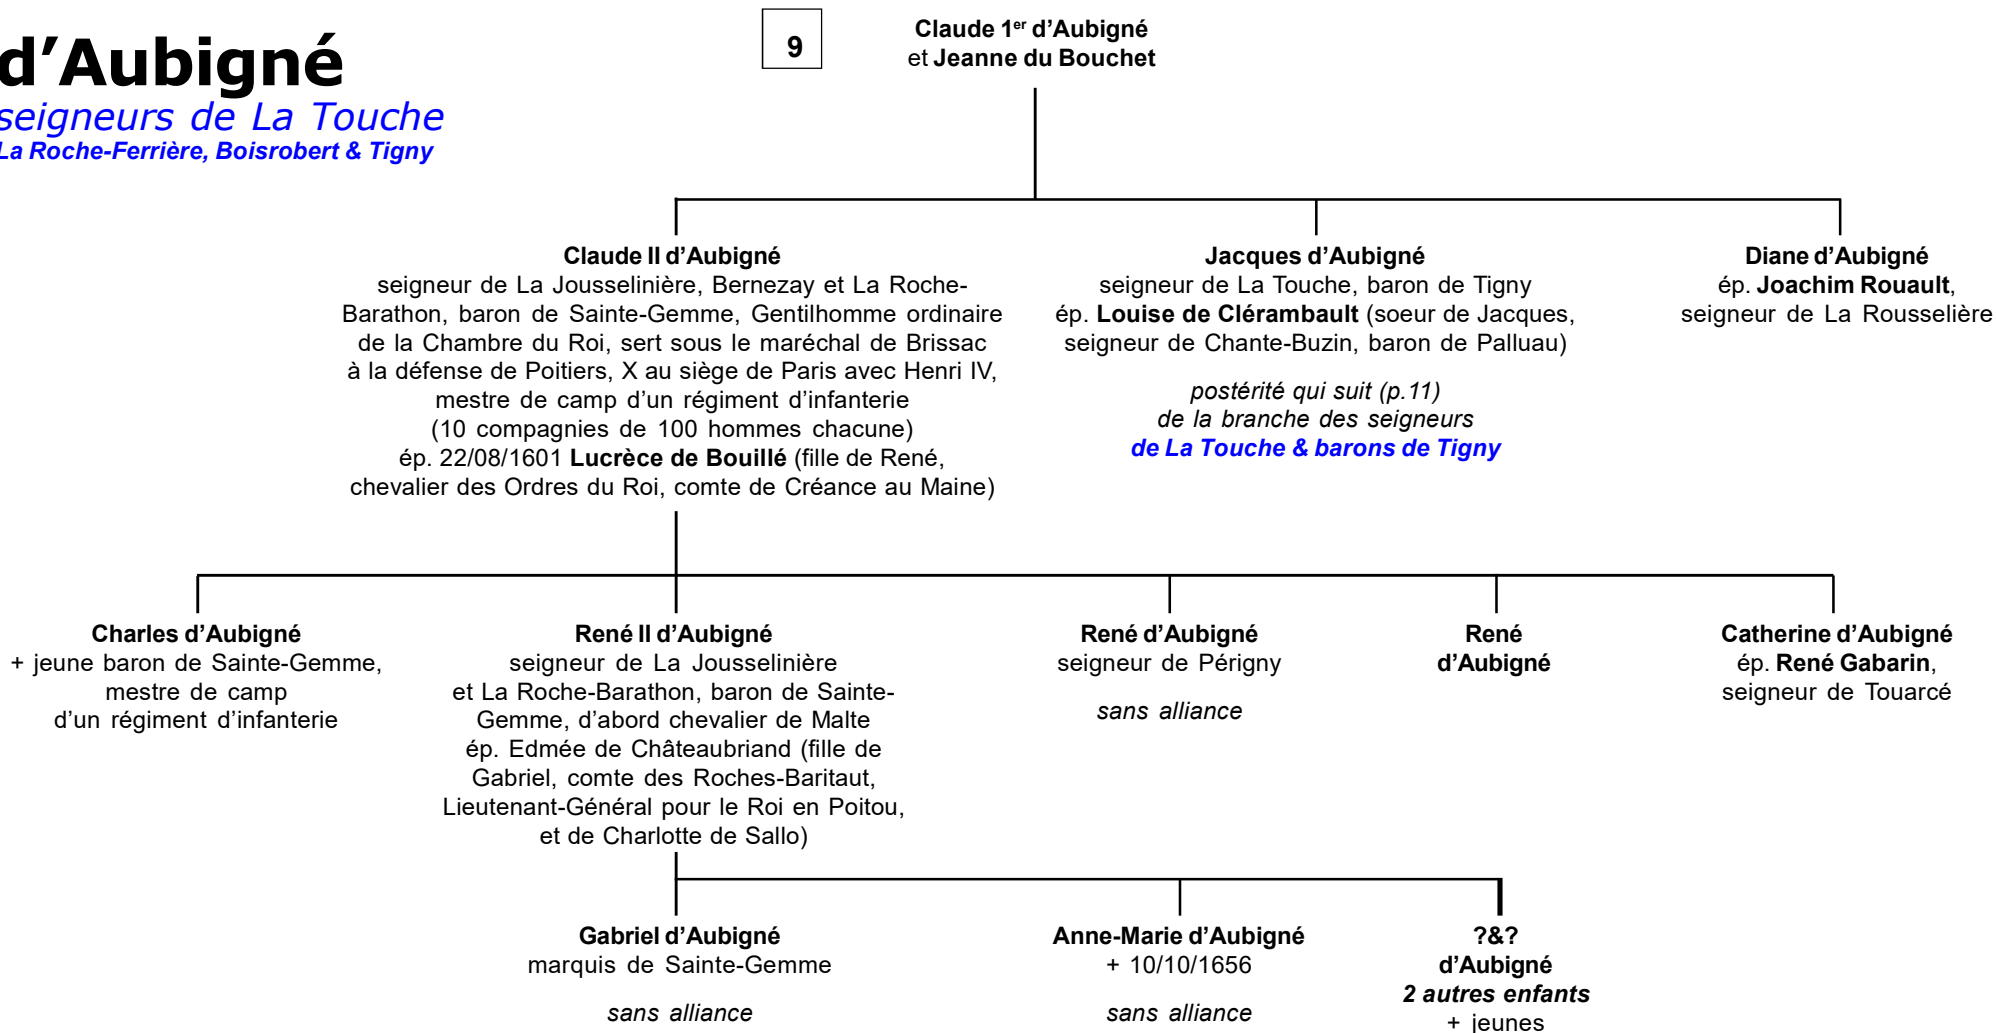 d’Aubigné
seigneurs de La Touche
La Roche-Ferrière, Boisrobert & Tigny
9
Claude 1er d’Aubigné
et Jeanne du Bouchet
Claude II d’Aubigné
seigneur de La Jousselinière, Bernezay et La Roche-
Barathon, baron de Sainte-Gemme, Gentilhomme ordinaire
de la Chambre du Roi, sert sous le maréchal de Brissac
à la défense de Poitiers, X au siège de Paris avec Henri IV,
mestre de camp d’un régiment d’infanterie
(10 compagnies de 100 hommes chacune)
ép. 22/08/1601 Lucrèce de Bouillé (fille de René,
chevalier des Ordres du Roi, comte de Créance au Maine)
Jacques d’Aubigné
seigneur de La Touche, baron de Tigny
ép. Louise de Clérambault (soeur de Jacques,
seigneur de Chante-Buzin, baron de Palluau)
postérité qui suit (p.11)
de la branche des seigneurs
de La Touche & barons de Tigny
Diane d’Aubigné
ép. Joachim Rouault,
seigneur de La Rousselière
Charles d’Aubigné
+ jeune baron de Sainte-Gemme,
mestre de camp
d’un régiment d’infanterie
René II d’Aubigné
seigneur de La Jousselinière
et La Roche-Barathon, baron de Sainte-
Gemme, d’abord chevalier de Malte
ép. Edmée de Châteaubriand (fille de
Gabriel, comte des Roches-Baritaut,
Lieutenant-Général pour le Roi en Poitou,
et de Charlotte de Sallo)
René d’Aubigné
seigneur de Périgny
sans alliance
René
d’Aubigné
Catherine d’Aubigné
ép. René Gabarin,
seigneur de Touarcé
Gabriel d’Aubigné
marquis de Sainte-Gemme
sans alliance
Anne-Marie d’Aubigné
+ 10/10/1656
sans alliance
?&?
d’Aubigné
2 autres enfants
+ jeunes